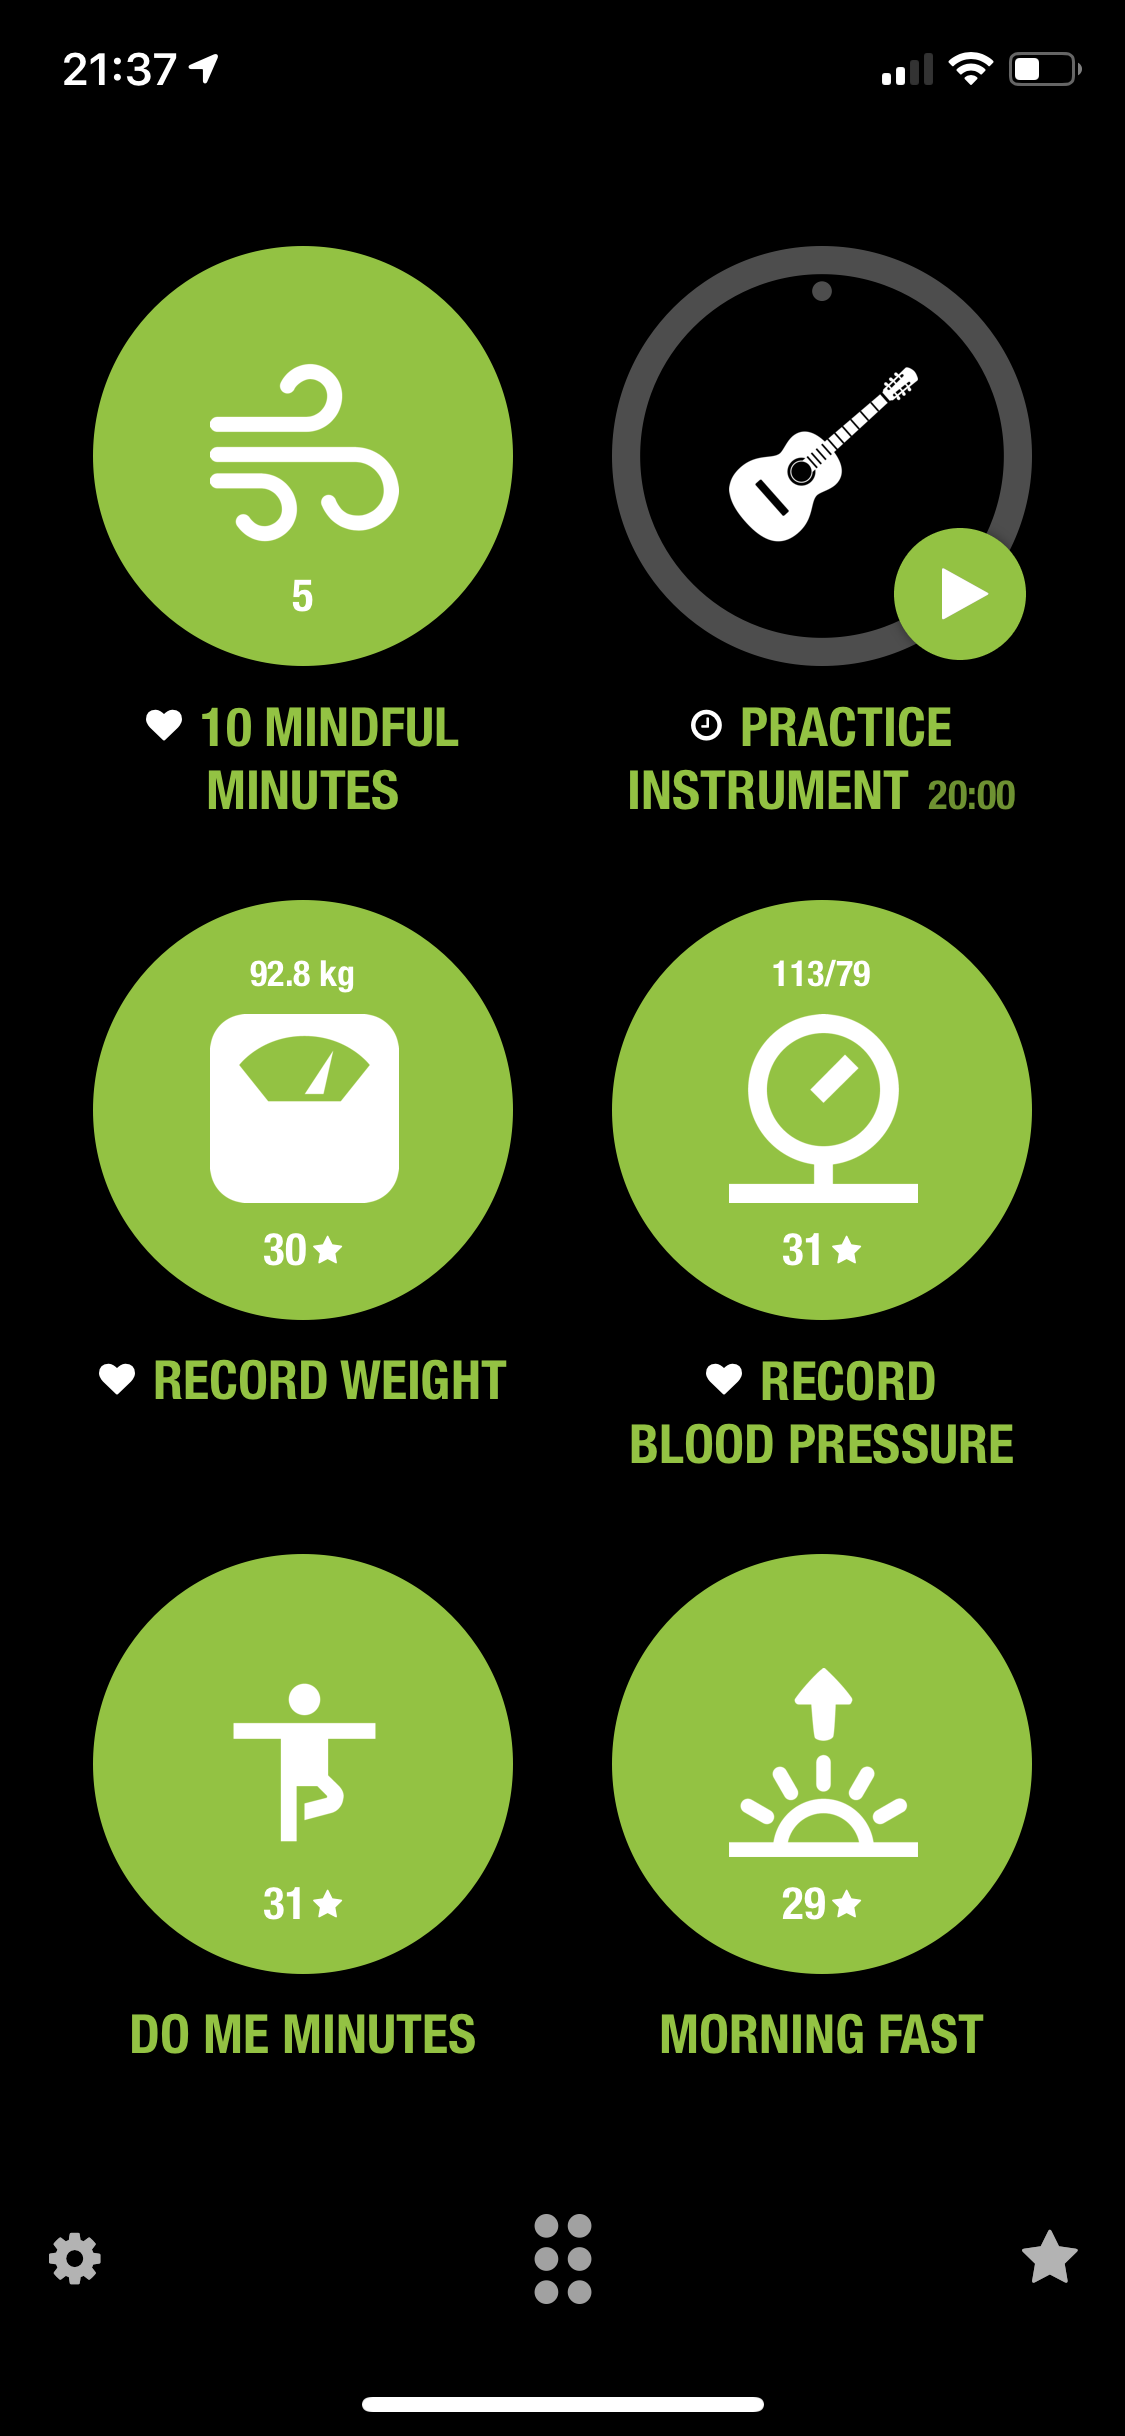 21:37
5
10 MINDFUL
MINUTES
PRACTICE
INSTRUMENT 20:00
92.8 kg
30
RECORD WEIGHT
113/79
31
RECORD
BLOOD PRESSURE
31
DO ME MINUTES
29
MORNING FAST